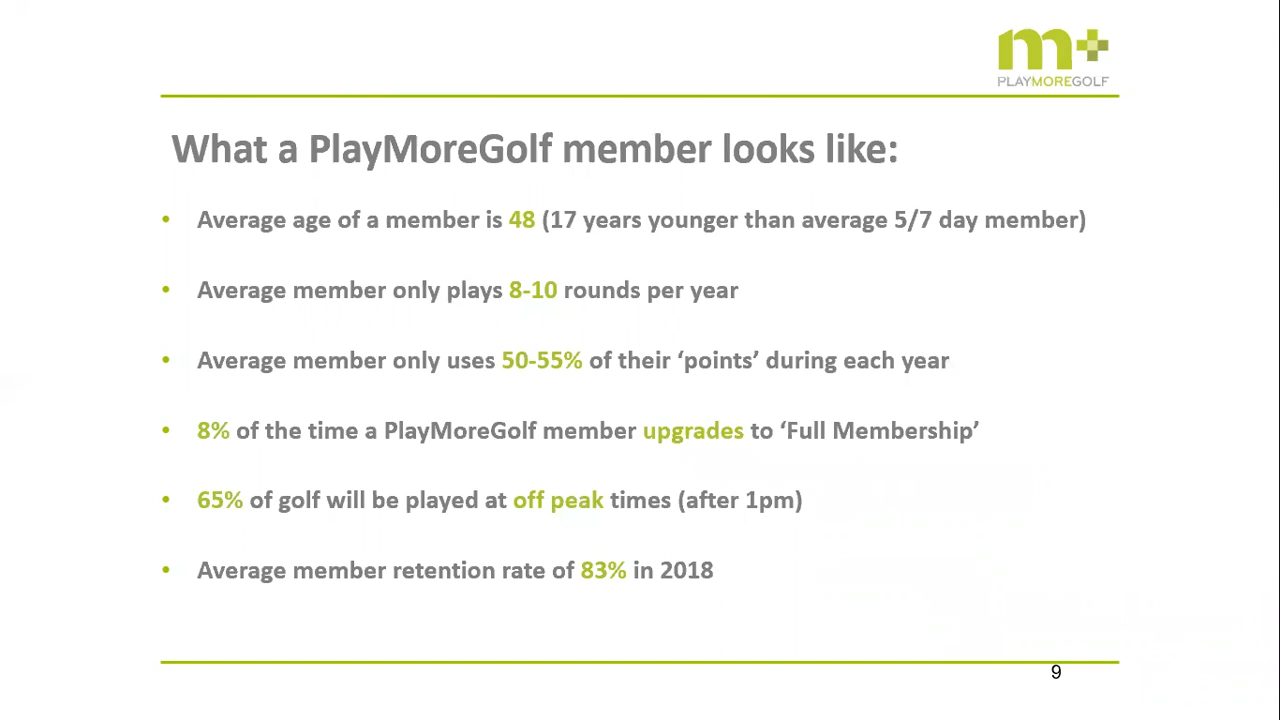 m+
PLAYMOREGOLF
What a PlayMoreGolf member looks like:
• Average age of a member is 48 (17 years younger than average 5/7 day member)
• Average member only plays 8-10 rounds per year
• Average member only uses 50-55% of their ‘points’ during each year
• 8% of the time a PlayMoreGolf member upgrades to ‘Full Membership’
• 65% of golf will be played at off peak times (after 1pm)
• Average member retention rate of 83% in 2018
9